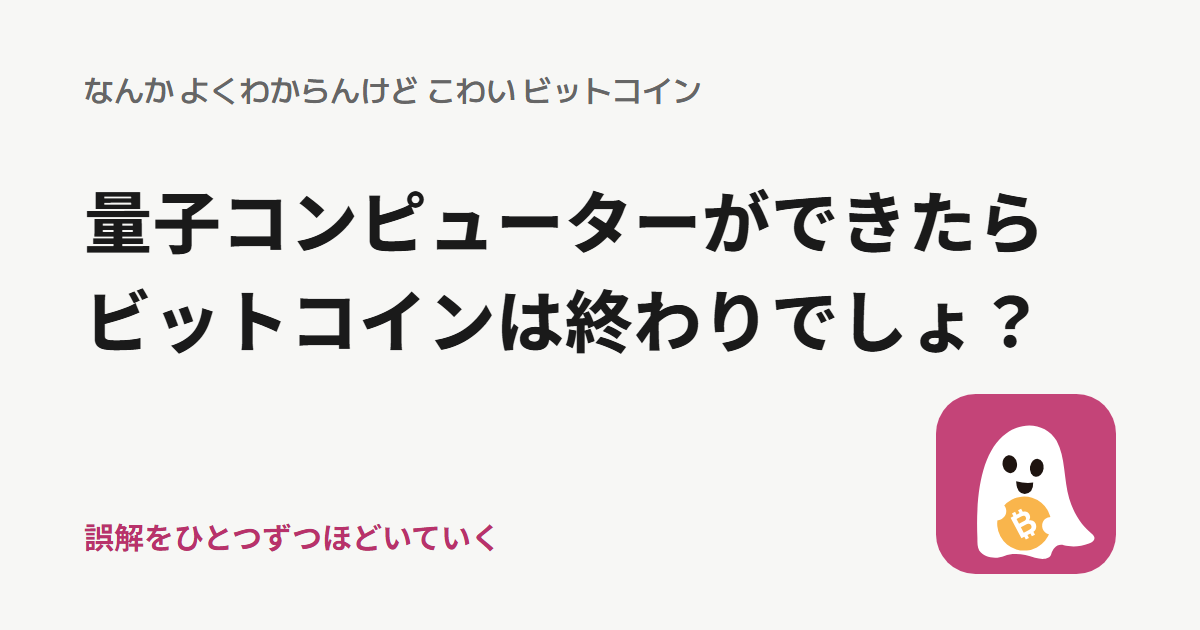 なんか よくわからんけど こわい ビットコイン
量子コンピューターができたら
ビットコインは終わりでしょ？
誤解をひとつずつほどいていく